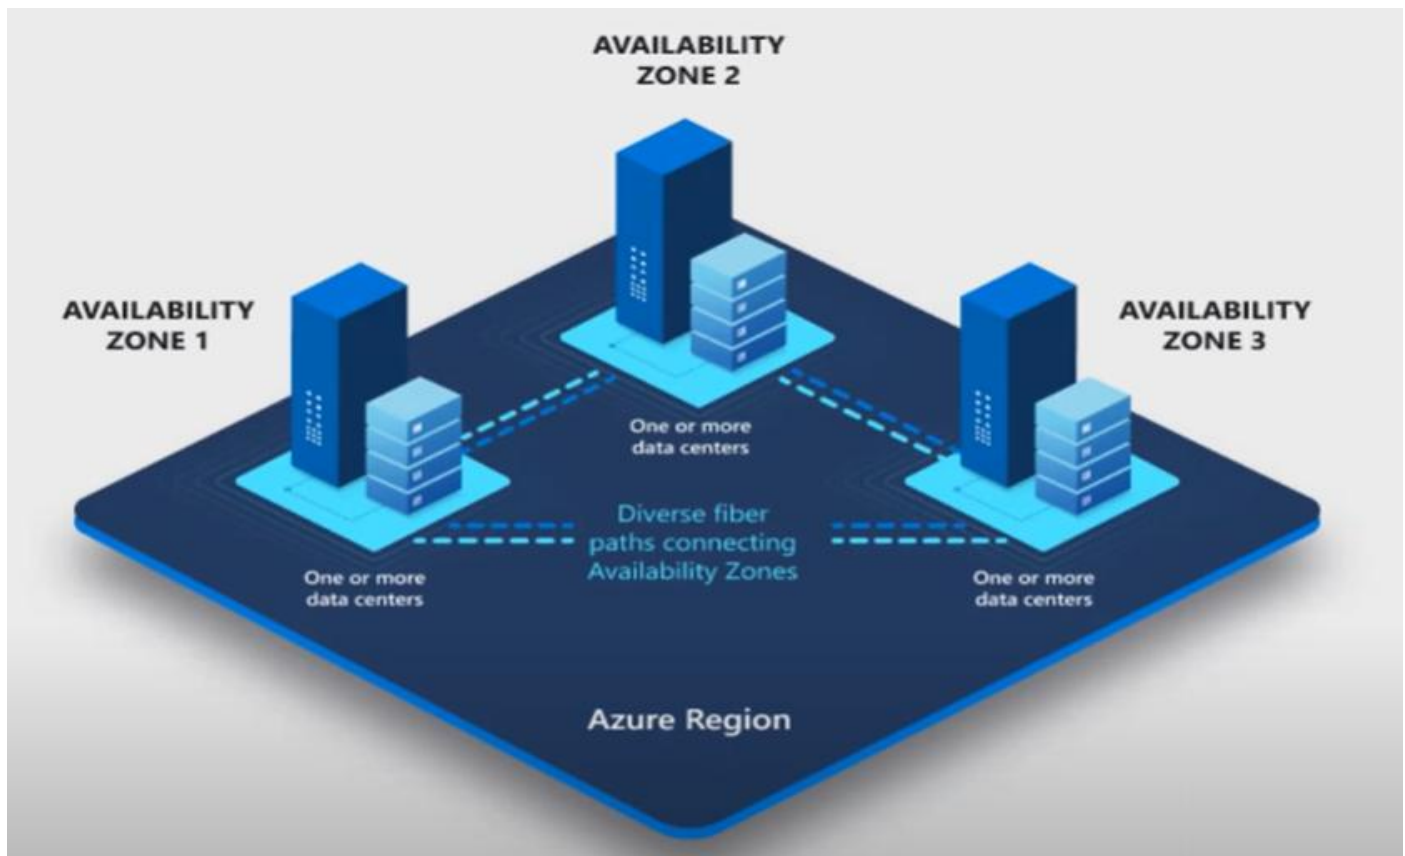 AVAILABILITY
ZONE 2
AVAILABILITY
ZONE 1
AVAILABILITY
ZONE 3
One or more
data centers
Diverse fiber
paths connecting
Availability Zones
One or more
data centers
One or more
data centers
Azure Region